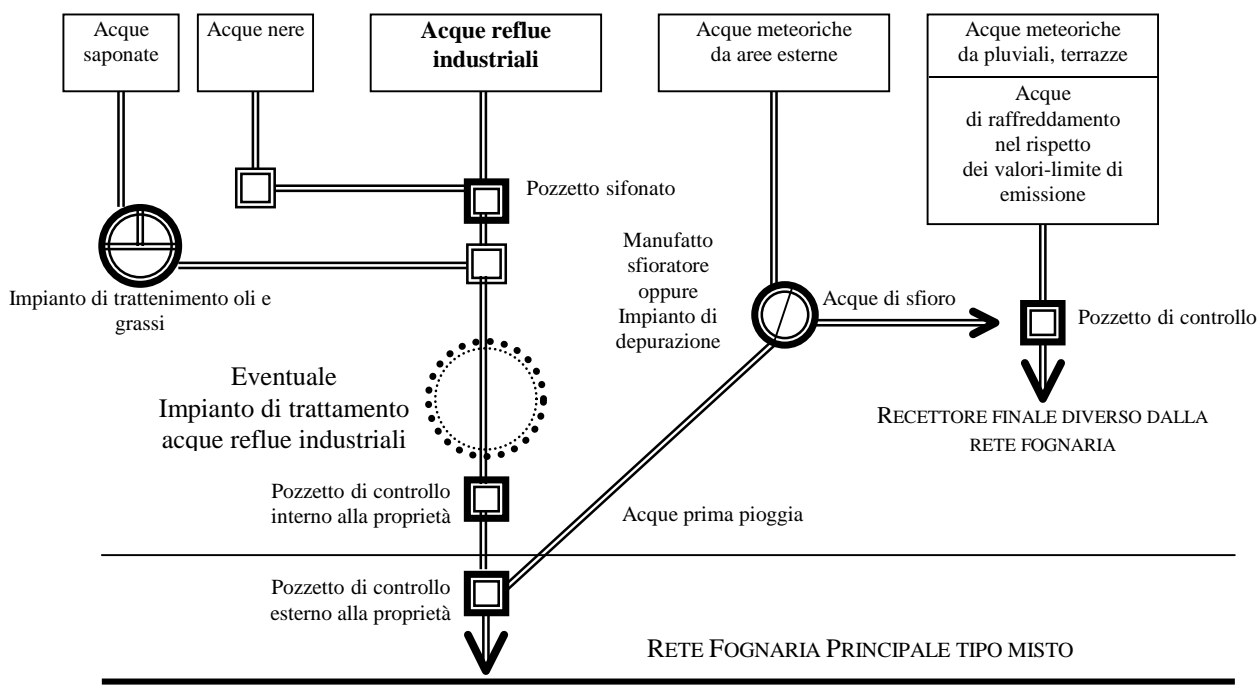 Acque
saponate
Acque nere
Acque reflue
industriali
Acque meteoriche
da aree esterne
Acque meteoriche
da pluviali, terrazze
Acque
di raffreddamento
nel rispetto
dei valori-limite di
emissione
Pozzetto sifonato
Manufatto
sfioratore
oppure
Impianto di
depurazione
Acque di sfioro
Pozzetto di controllo
Impianto di trattenimento oli e
grassi
Eventuale
Impianto di trattamento
acque reflue industriali
RECETTORE FINALE DIVERSO DALLA
RETE FOGNARIA
Pozzetto di controllo
interno alla proprietà
Acque prima pioggia
Pozzetto di controllo
esterno alla proprietà
RETE FOGNARIA PRINCIPALE TIPO MISTO